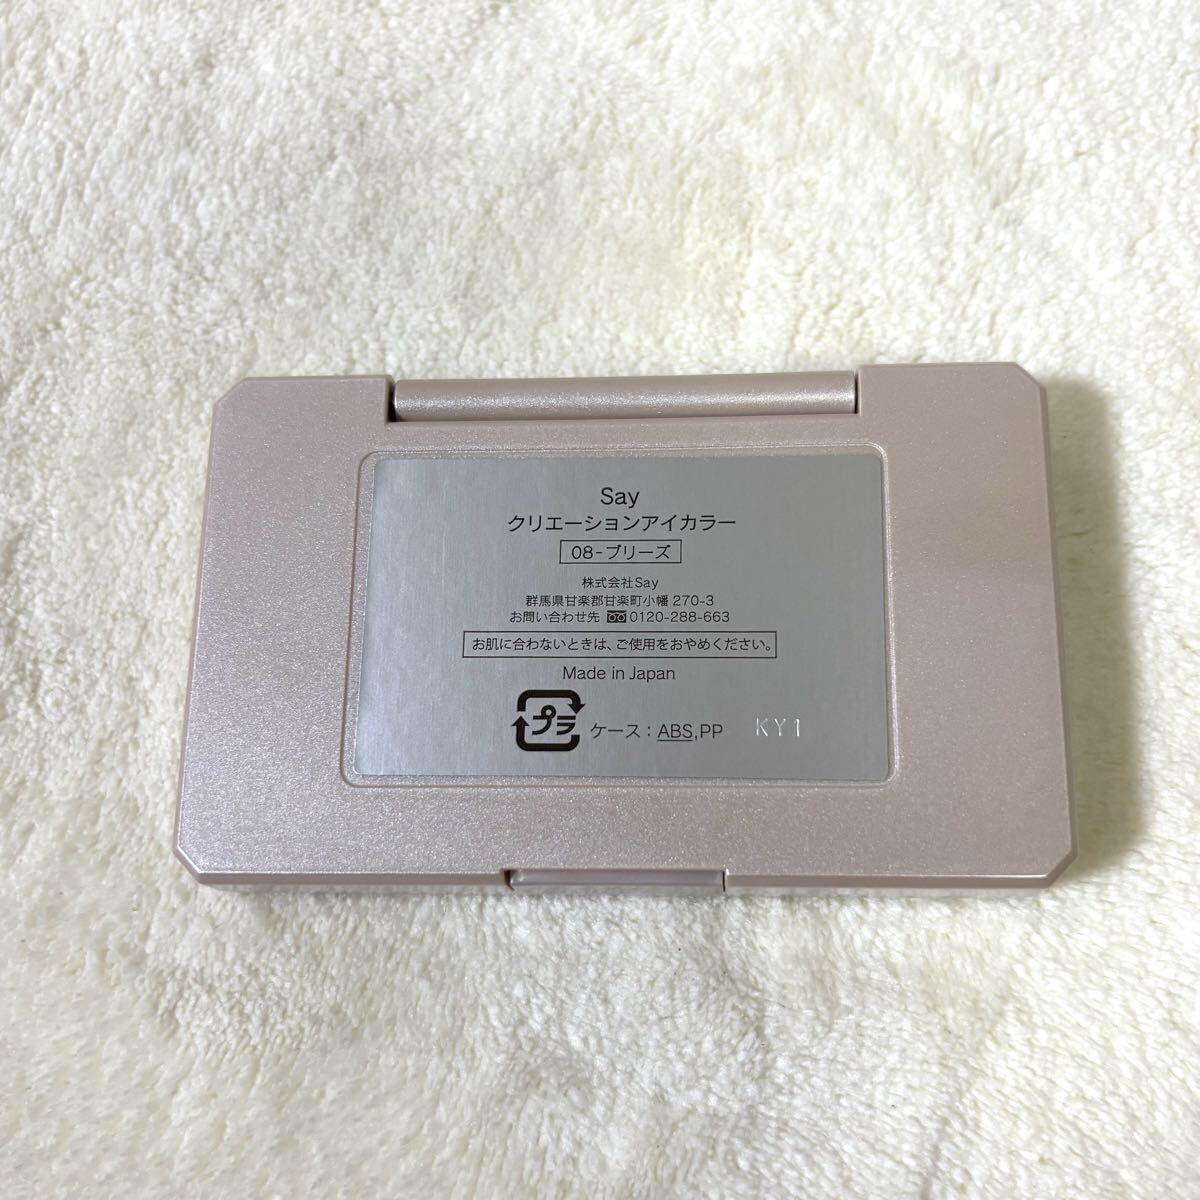 Say
クリエーションアイカラー
08-ブリーズ
株式会社Say
群馬県甘楽郡甘楽町小幡 270-3
お問い合わせ先 0120-288-663
お肌に合わないときは、ご使用をおやめください。
Made in Japan
プラ ケース：ABS,PP KY1